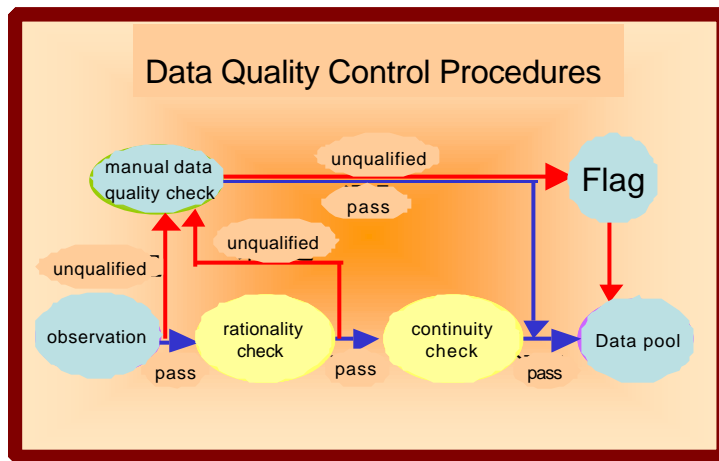 Data Quality Control Procedures
manual data
quality check
unqualified
pass
Flag
unqualified
unqualified
observation
pass
rationality
check
pass
continuity
check
pass
Data pool